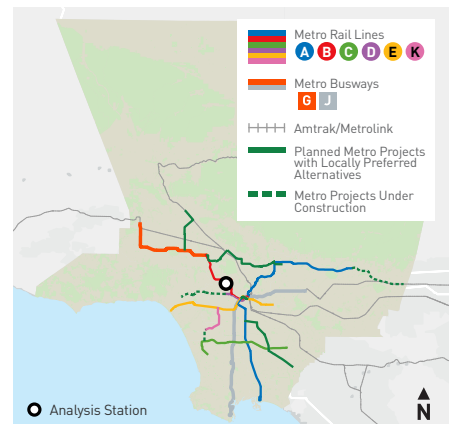 Metro Rail Lines
A B C D E K
Metro Busways
G J
Amtrak/Metrolink
Planned Metro Projects
with Locally Preferred
Alternatives
Metro Projects Under
Construction
Analysis Station
N